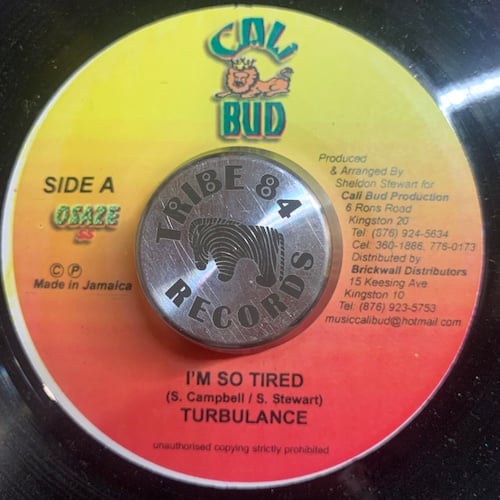 CALI
BUD
SIDE A
OSAZE
Ⓒ Ⓟ
Made in Jamaica
TRIBE 84
RECORDS
Produced
& Arranged By
Sheldon Stewart for
Cali Bud Production
6 Rons Road
Kingston 20
Tel: (876) 924-5634
Cel: 360-1886, 778-0173
Distributed by
Brickwall Distributors
15 Keesing Ave
Kingston 10
Tel: (876) 923-5753
musiccalibud@hotmail.com
I'M SO TIRED
(S. Campbell / S. Stewart)
TURBULANCE
unauthorised copying strictly prohibited